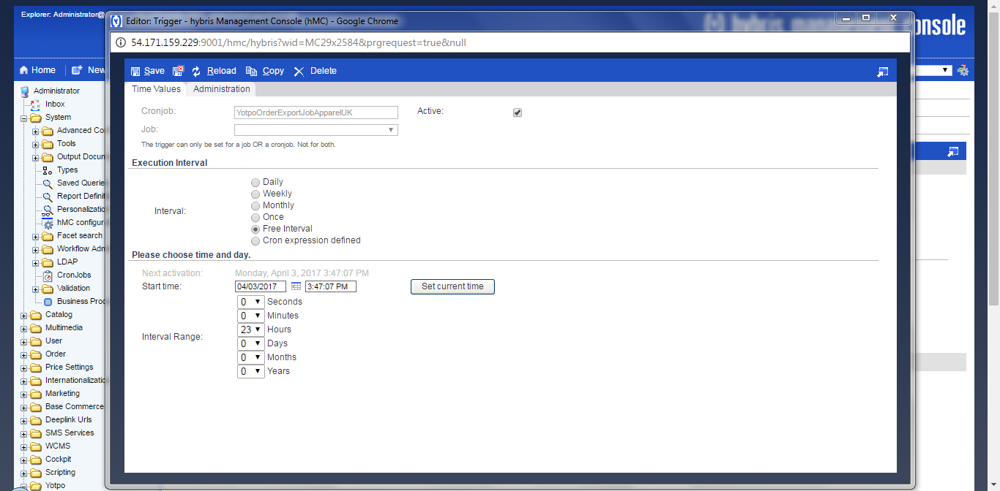 Explorer: Administrator@
Editor: Trigger - hybris Management Console (hMC) - Google Chrome
hybris management console
54.171.159.229:9001/hmc/hybris?wid=MC29x2584&prgrequest=true&null
Home New
Save Reload Copy Delete
Time Values Administration
Administrator
Inbox
System
Advanced Co
Tools
Output Docum
Types
Saved Querie
Report Definit
Personalizatio
hMC configura
Facet search
Workflow Adm
LDAP
CronJobs
Validation
Business Proc
Catalog
Multimedia
User
Order
Price Settings
Internationalizatio
Marketing
Base Commerce
Deeplink Urls
SMS Services
WCMS
Cockpit
Scripting
Yotpo
Cronjob: YotpoOrderExportJobApparelUK Active:
Job:
The trigger can only be set for a job OR a cronjob. Not for both.
Execution Interval
Interval:
Daily
Weekly
Monthly
Once
Free Interval
Cron expression defined
Please choose time and day.
Next activation: Monday, April 3, 2017 3:47:07 PM
Start time: 04/03/2017 3:47:07 PM Set current time
Interval Range:
0 Seconds
0 Minutes
23 Hours
0 Days
0 Months
0 Years